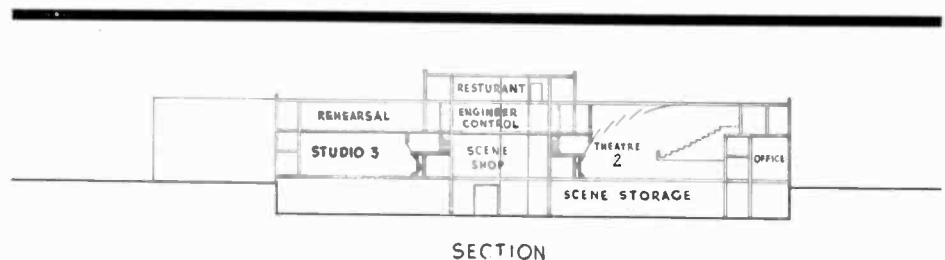 RESTURANT
REHEARSAL
ENGINEER
CONTROL
STUDIO 3
SCENE
SHOP
THEATRE
2
OFFICE
SCENE STORAGE
SECTION